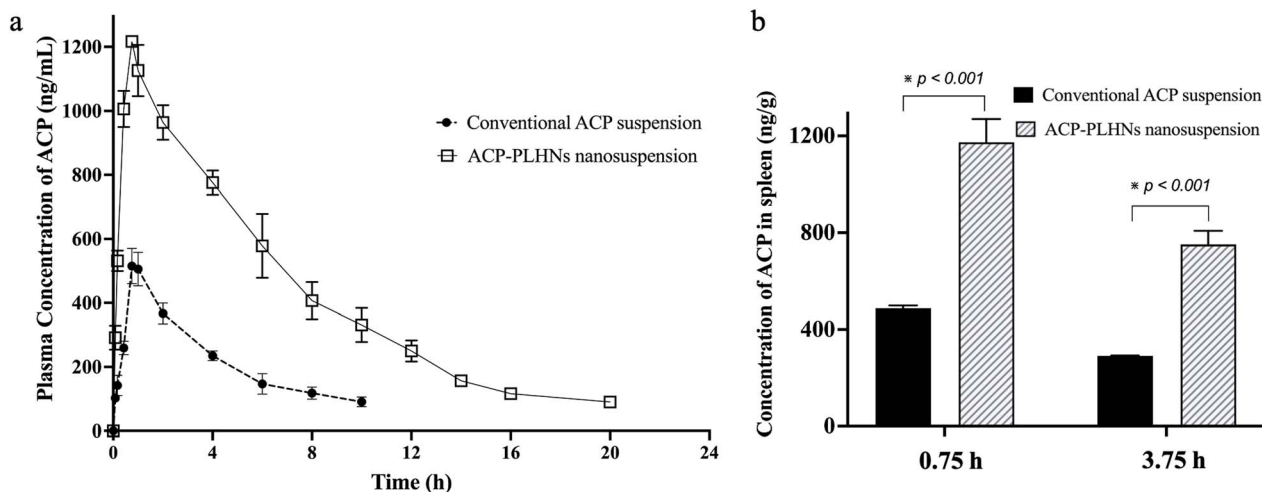 a
Plasma Concentration of ACP (ng/mL)
1200
1000
800
600
400
200
0
0 4 8 12 16 20 24
Time (h)
Conventional ACP suspension
ACP-PLHNs nanosuspension
b
Concentration of ACP in spleen (ng/g)
1200
800
400
0
0.75 h 3.75 h
* p < 0.001
* p < 0.001
Conventional ACP suspension
ACP-PLHNs nanosuspension